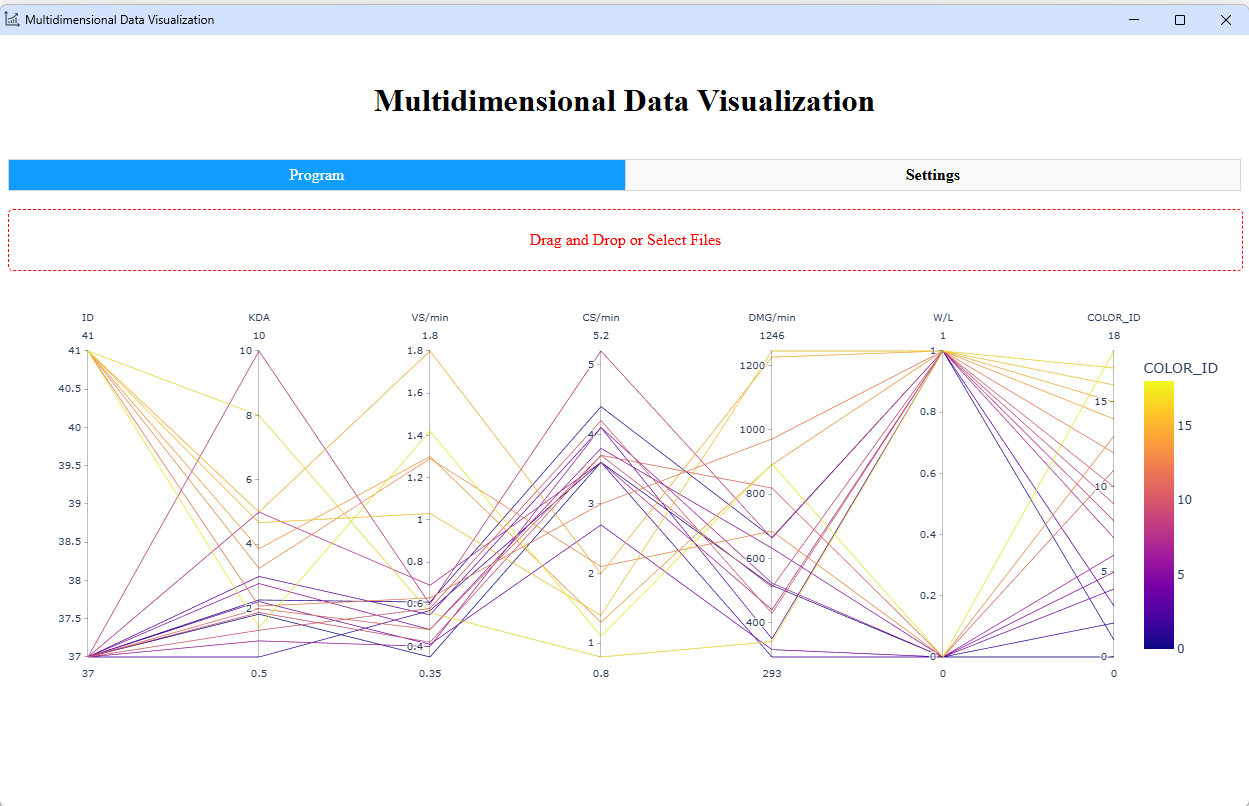 Multidimensional Data Visualization
Multidimensional Data Visualization
Program Settings
Drag and Drop or Select Files
ID KDA VS/min CS/min DMG/min W/L COLOR_ID
41 10 1.8 5.2 1246 1 18
41 10 1.8 5 1200 1 15
40.5 8 1.6 4 1000 0.8 10
40 6 1.4 3 800 0.6 5
39.5 4 1.2 2 600 0.4 0
39 2 1 1 400 0.2
38.5 0.8 0
38 0.6
37.5 0.4
37
37 0.5 0.35 0.8 293 0 0
COLOR_ID
15
10
5
0